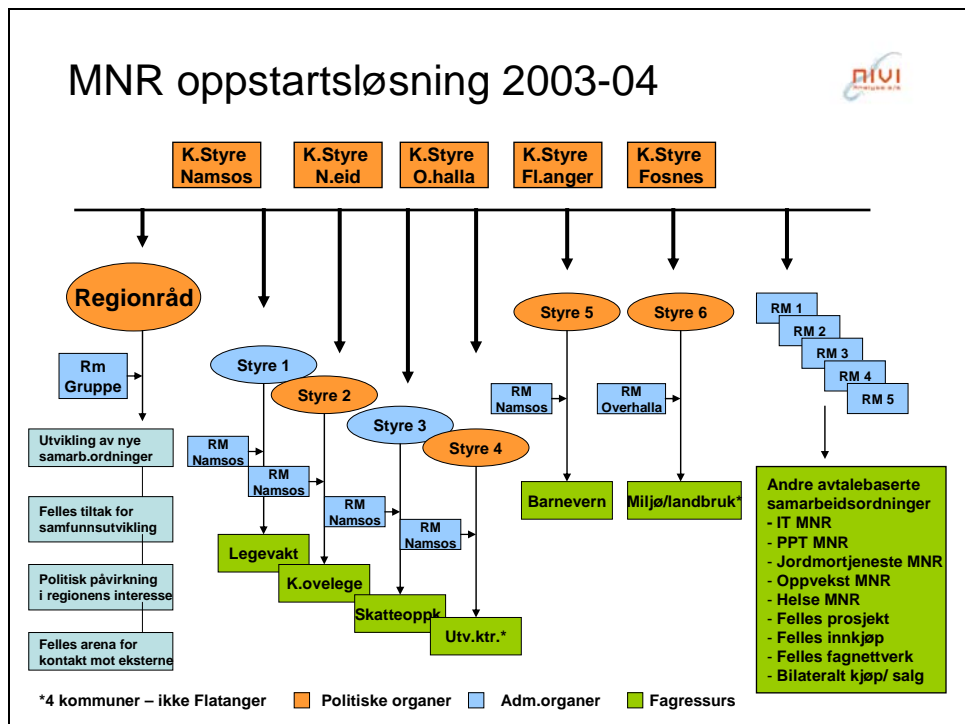 MNR oppstartsløsning 2003-04
nivi
K.Styre
Namsos
K.Styre
N.eid
K.Styre
O.halla
K.Styre
Fl.anger
K.Styre
Fosnes
Regionråd
Rm
Gruppe
Utvikling av nye
samarb.ordninger
Felles tiltak for
samfunnsutvikling
Politisk påvirkning
i regionens interesse
Felles arena for
kontakt mot eksterne
Styre 1
RM
Namsos
Legevakt
Styre 2
RM
Namsos
K.ovelege
Styre 3
RM
Namsos
Skatteoppk
Styre 4
RM
Namsos
Utv.ktr.*
Styre 5
RM
Namsos
Barnevern
Styre 6
RM
Overhalla
Miljø/landbruk*
RM 1
RM 2
RM 3
RM 4
RM 5
Andre avtalebaserte
samarbeidsordninger
- IT MNR
- PPT MNR
- Jordmortjeneste MNR
- Oppvekst MNR
- Helse MNR
- Felles prosjekt
- Felles innkjøp
- Felles fagnettverk
- Bilateralt kjøp/ salg
*4 kommuner – ikke Flatanger
Politiske organer
Adm.organer
Fagressurs